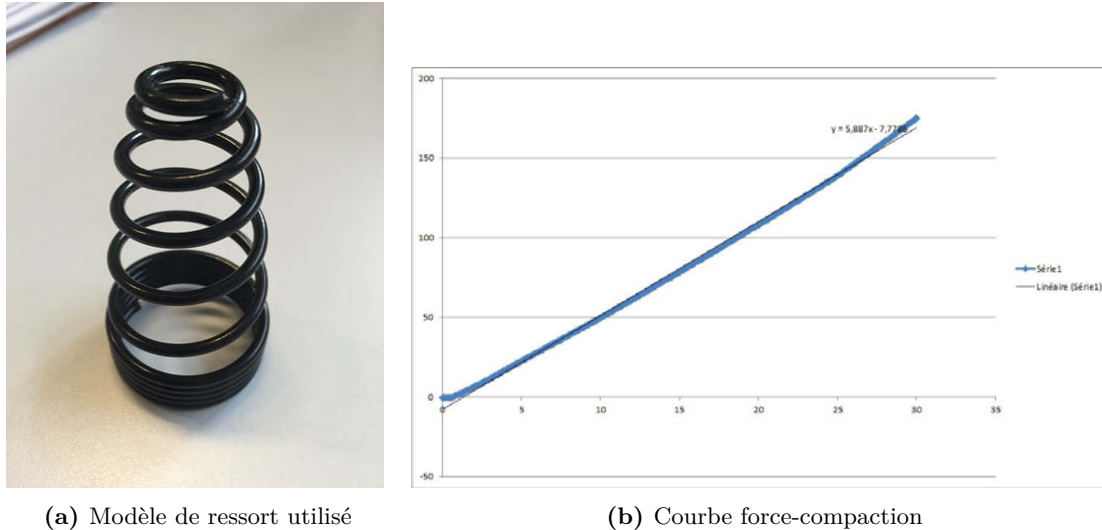 200
y = 5,887x - 7,7
150
100
Série1
Linéaire (Série1)
50
0
0 5 10 15 20 25 30 35
-50
(a) Modèle de ressort utilisé
(b) Courbe force-compaction